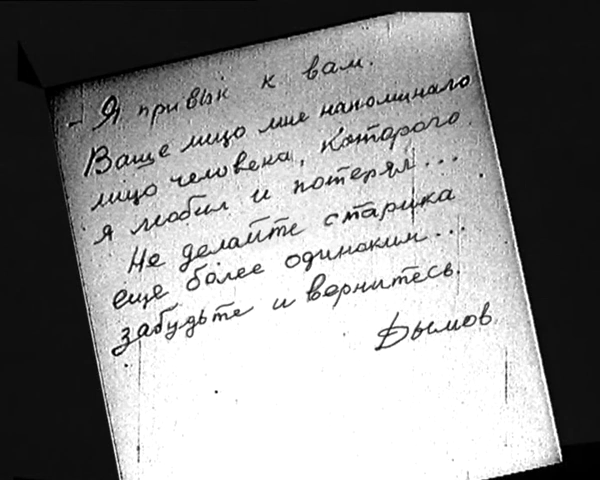 - Я привык к вам.
Ваше лицо мне напоминало
лицо человека, которого
я любил и потерял...
Не делайте старика
еще более одиноким...
забудьте и вернитесь.
Дымов